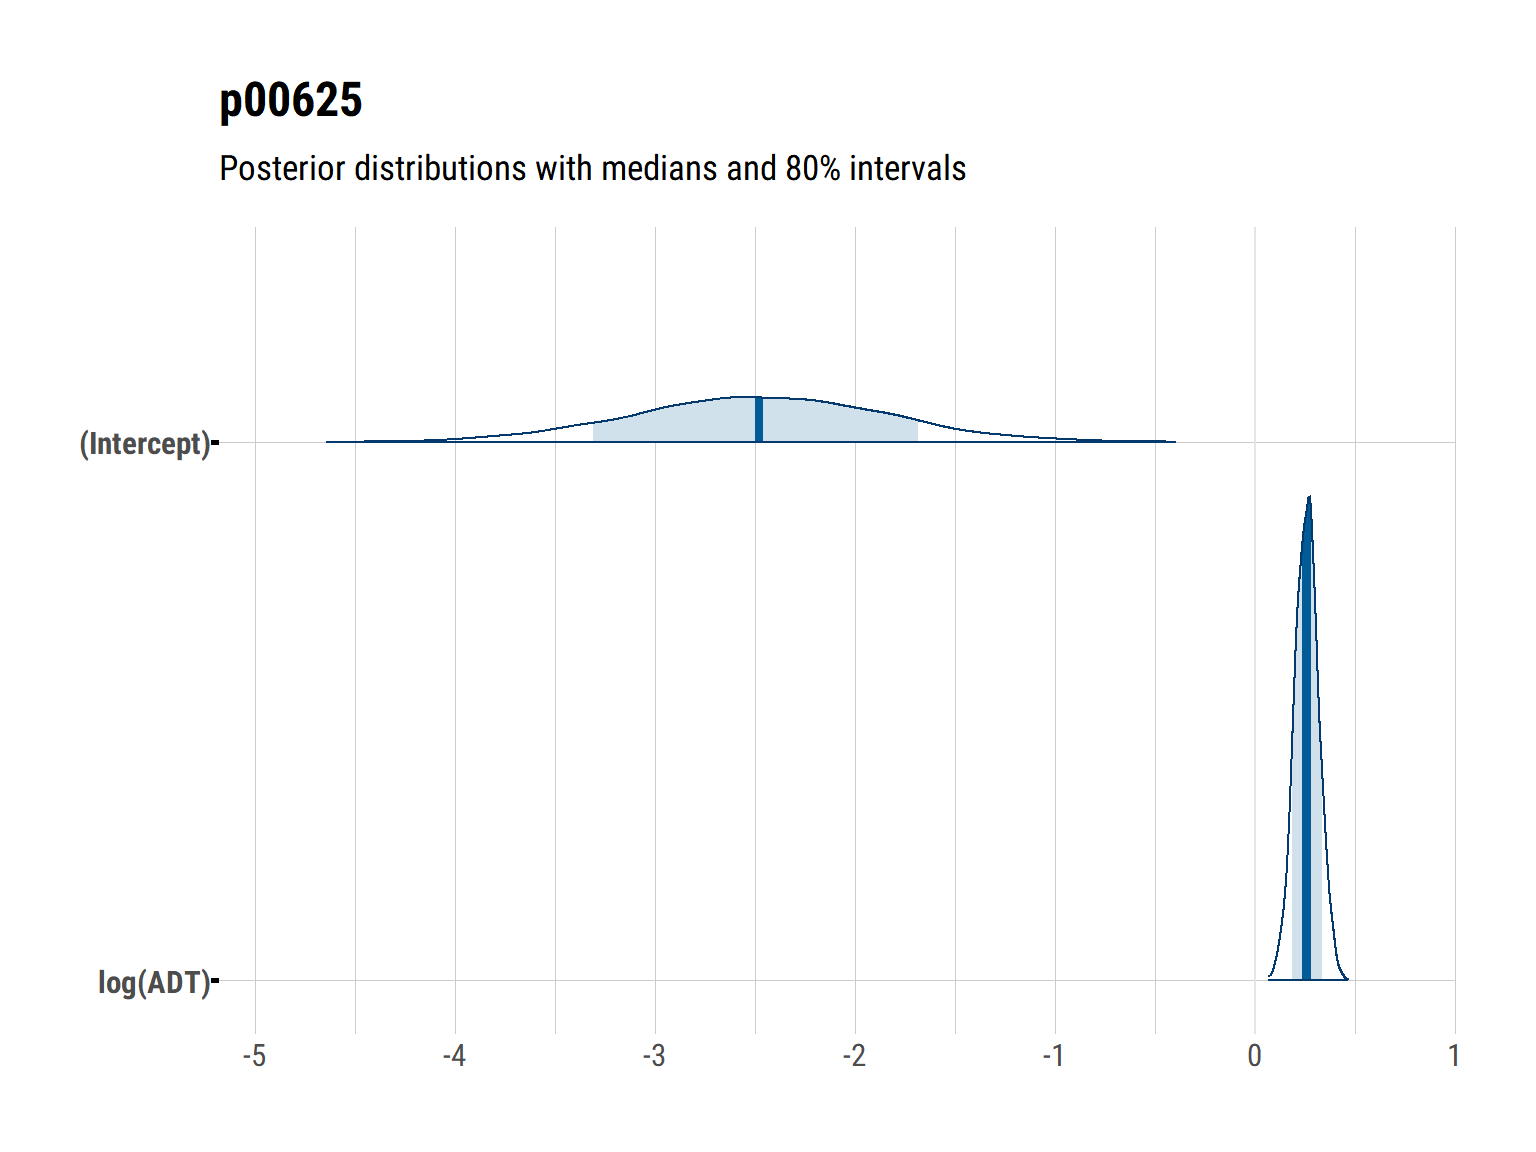 p00625
Posterior distributions with medians and 80% intervals
(Intercept)
log(ADT)
-5 -4 -3 -2 -1 0 1